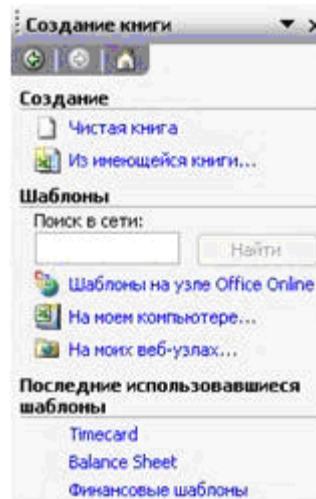 Создание книги
Создание
Чистая книга
Из имеющейся книги...
Шаблоны
Поиск в сети:
Найти
Шаблоны на узле Office Online
На моем компьютере...
На моих веб-узлах...
Последние использовавшиеся
шаблоны
Timecard
Balance Sheet
Финансовые шаблоны